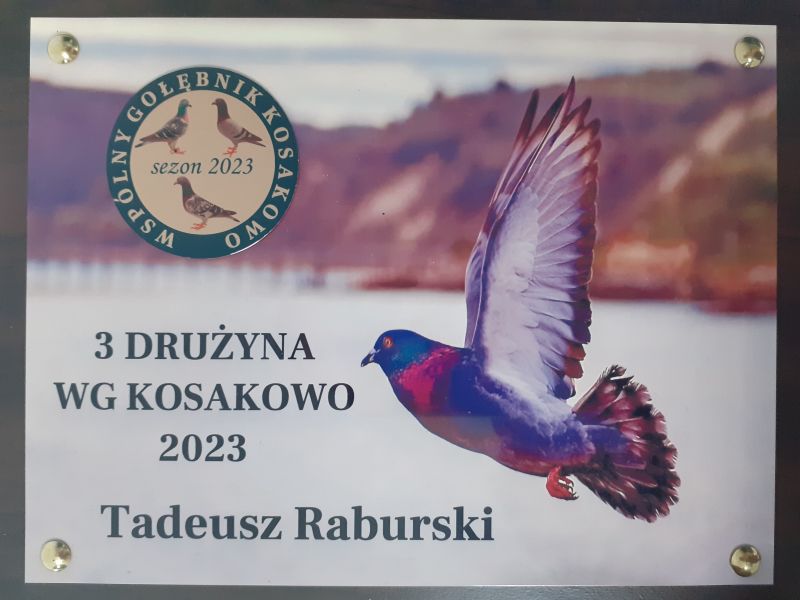 WSPÓLNY GOŁĘBNIK KOSAKOWO
sezon 2023
3 DRUŻYNA
WG KOSAKOWO
2023
Tadeusz Raburski